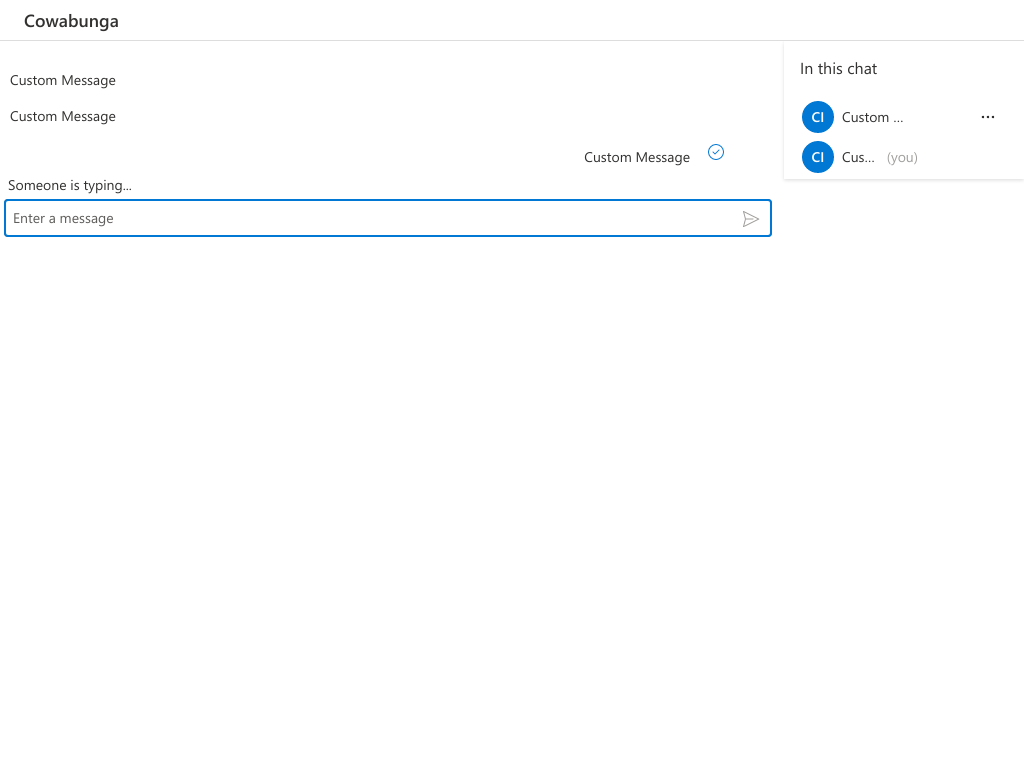 Cowabunga
Custom Message
Custom Message
Custom Message
Someone is typing...
Enter a message
In this chat
CI Custom ...
CI Cus... (you)